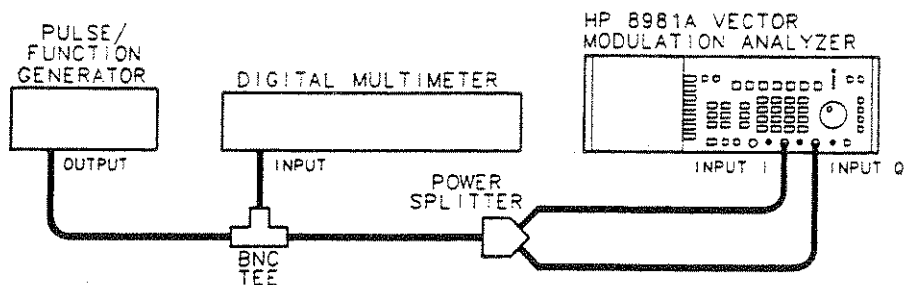 PULSE/
FUNCTION
GENERATOR
OUTPUT
DIGITAL MULTIMETER
INPUT
BNC
TEE
POWER
SPLITTER
HP 8981A VECTOR
MODULATION ANALYZER
INPUT I
INPUT Q